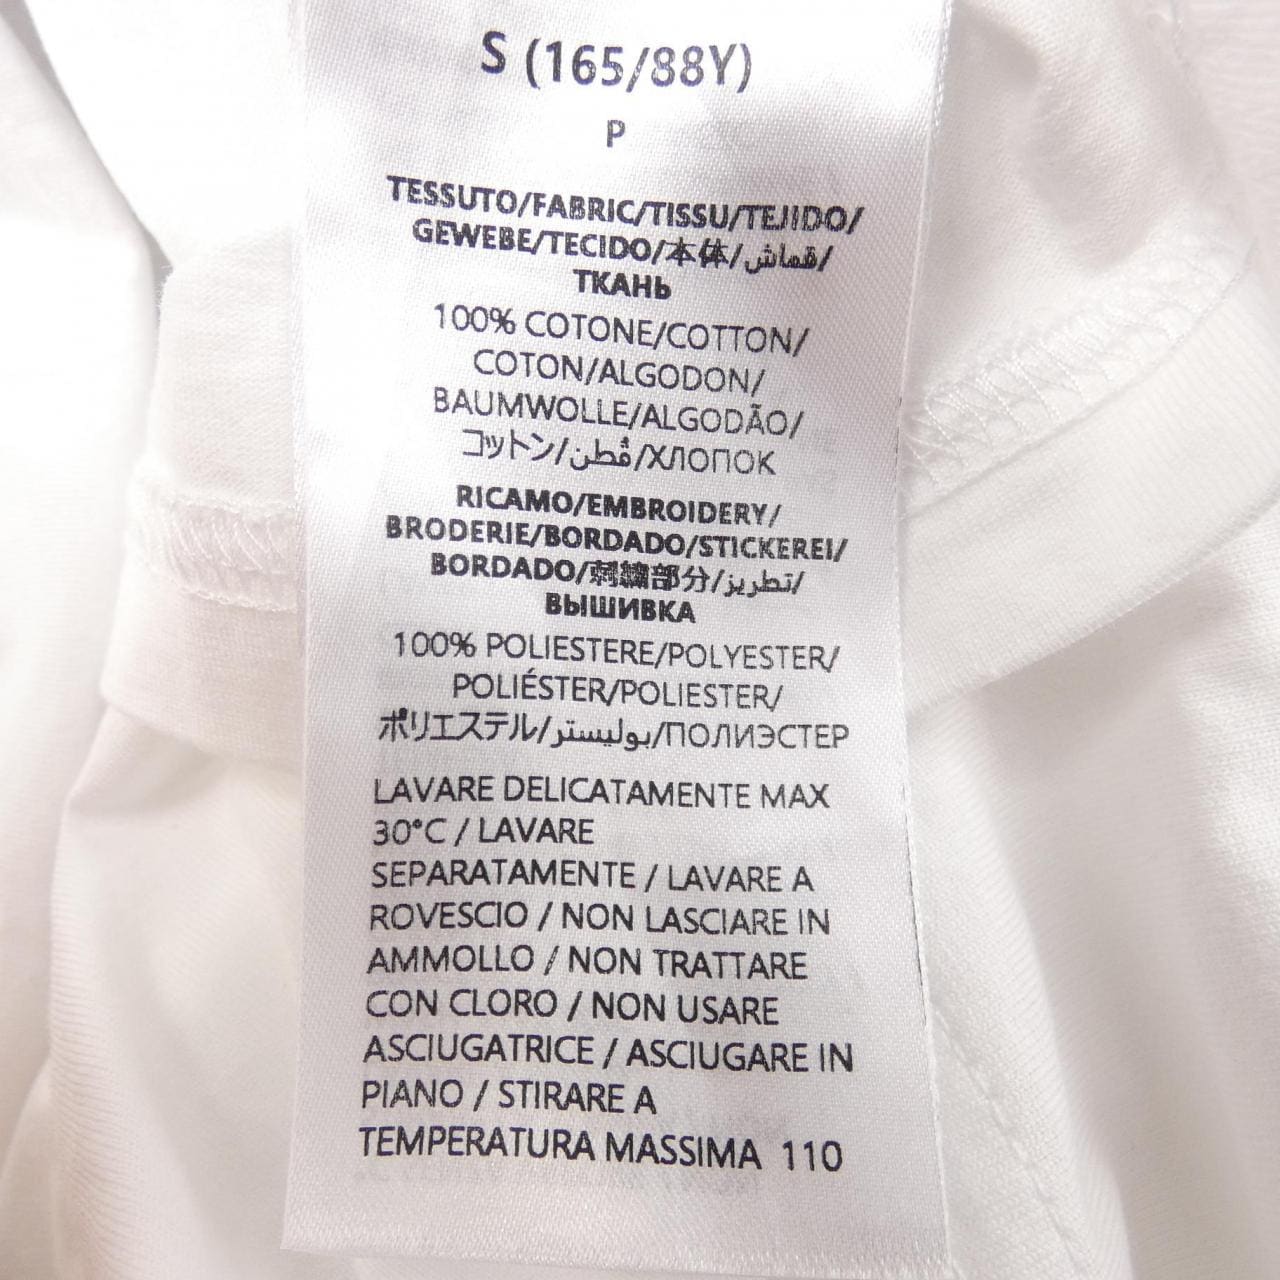 S (165/88Y)
P
TESSUTO/FABRIC/TISSU/TEJIDO/
GEWEBE/TECIDO/本体/قماش/
ТКАНЬ
100% COTONE/COTTON/
COTON/ALGODON/
BAUMWOLLE/ALGODÃO/
コットン/قُطن/ХЛОПОК
RICAMO/EMBROIDERY/
BRODERIE/BORDADO/STICKEREI/
BORDADO/刺繍部分/تطريز/
ВЫШИВКА
100% POLIESTERE/POLYESTER/
POLIÉSTER/POLIESTER/
ポリエステル/بوليستر/ПОЛИЭСТЕР
LAVARE DELICATAMENTE MAX
30°C / LAVARE
SEPARATAMENTE / LAVARE A
ROVESCIO / NON LASCIARE IN
AMMOLLO / NON TRATTARE
CON CLORO / NON USARE
ASCIUGATRICE / ASCIUGARE IN
PIANO / STIRARE A
TEMPERATURA MASSIMA 110